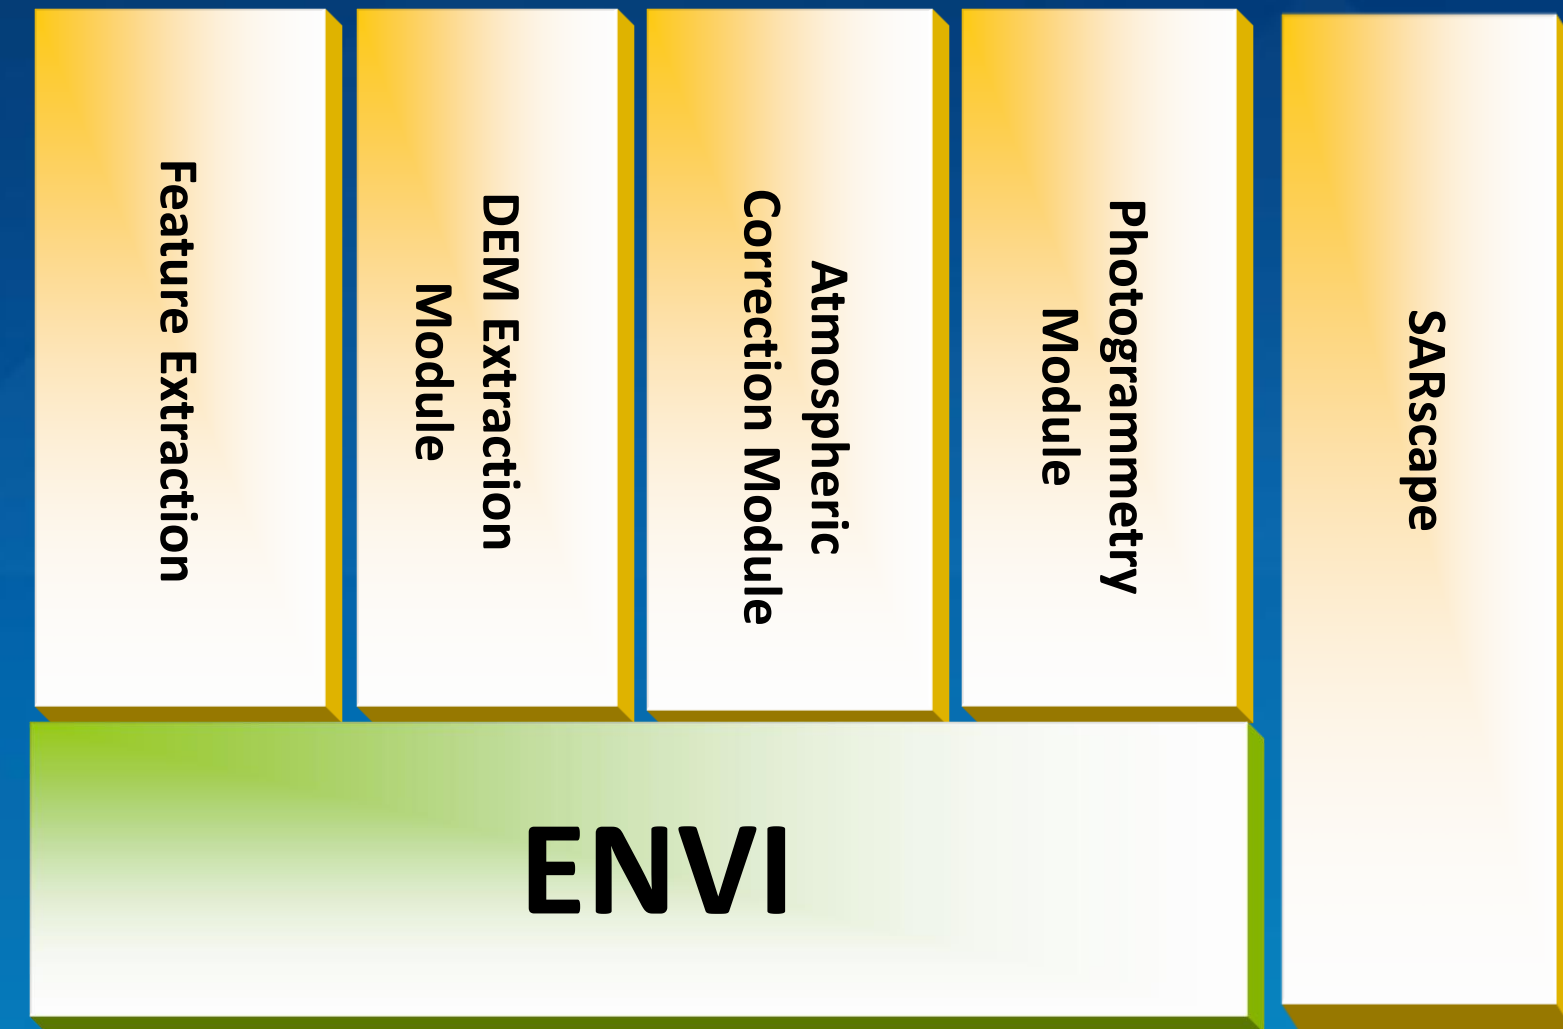 Feature Extraction
DEM Extraction
Module
Atmospheric
Correction Module
Photogrammetry
Module
SARscape
ENVI